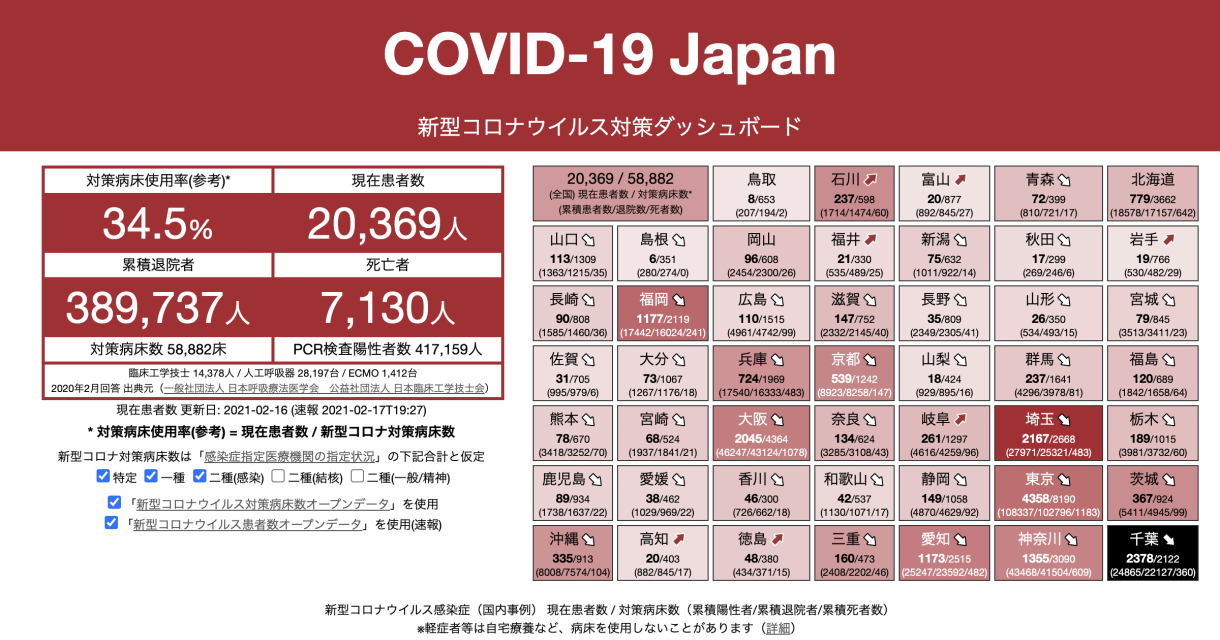 COVID-19 Japan
新型コロナウイルス対策ダッシュボード
対策病床使用率(参考)*
現在患者数
34.5%
20,369人
累積退院者
死亡者
389,737人
7,130人
対策病床数 58,882床
PCR検査陽性者数 417,159人
臨床工学技士 14,378人 / 人工呼吸器 28,197台 / ECMO 1,412台
2020年2月回答 出典元（一般社団法人 日本呼吸療法医学会　公益社団法人 日本臨床工学技士会）
現在患者数 更新日: 2021-02-16 (速報 2021-02-17T19:27)
* 対策病床使用率(参考) = 現在患者数 / 新型コロナ対策病床数
新型コロナ対策病床数は「感染症指定医療機関の指定状況」の下記合計と仮定
特定 一種 二種(感染) 二種(結核) 二種(一般/精神)
「新型コロナウイルス対策病床数オープンデータ」を使用
「新型コロナウイルス患者数オープンデータ」を使用(速報)
20,369 / 58,882
(全国) 現在患者数 / 対策病床数*
(累積患者数/退院数/死者数)
鳥取
8/653
(207/194/2)
石川
237/598
(1714/1474/60)
富山
20/877
(892/845/27)
青森
72/399
(810/721/17)
北海道
779/3662
(18578/17157/642)
山口
113/1309
(1363/1215/35)
島根
6/351
(280/274/0)
岡山
96/608
(2454/2300/26)
福井
21/330
(535/489/25)
新潟
75/632
(1011/922/14)
秋田
17/299
(269/246/6)
岩手
19/766
(530/482/29)
長崎
90/808
(1585/1460/36)
福岡
1177/2119
(17442/16024/241)
広島
110/1515
(4961/4742/99)
滋賀
147/752
(2332/2145/40)
長野
35/809
(2349/2305/41)
山形
26/350
(534/493/15)
宮城
79/845
(3513/3411/23)
佐賀
31/705
(995/979/6)
大分
73/1067
(1267/1176/18)
兵庫
724/1969
(17540/16333/483)
京都
539/1242
(8923/8258/147)
山梨
18/424
(929/895/16)
群馬
237/1641
(4296/3978/81)
福島
120/689
(1842/1658/64)
熊本
78/670
(3418/3252/70)
宮崎
68/524
(1937/1841/21)
大阪
2045/4364
(46247/43124/1078)
奈良
134/624
(3285/3108/43)
岐阜
261/1297
(4616/4259/96)
埼玉
2167/2668
(27971/25321/483)
栃木
189/1015
(3981/3732/60)
鹿児島
89/934
(1738/1637/22)
愛媛
38/462
(1029/969/22)
香川
46/300
(726/662/18)
和歌山
42/537
(1130/1071/17)
静岡
149/1058
(4870/4629/92)
東京
4358/8190
(108337/102796/1183)
茨城
367/924
(5411/4945/99)
沖縄
335/913
(8008/7574/104)
高知
20/403
(882/845/17)
徳島
48/380
(434/371/15)
三重
160/473
(2408/2202/46)
愛知
1173/2515
(25247/23592/482)
神奈川
1355/3090
(43468/41504/609)
千葉
2378/2122
(24865/22127/360)
新型コロナウイルス感染症（国内事例） 現在患者数 / 対策病床数（累積陽性者/累積退院者/累積死者数）
※軽症者等は自宅療養など、病床を使用しないことがあります（詳細）